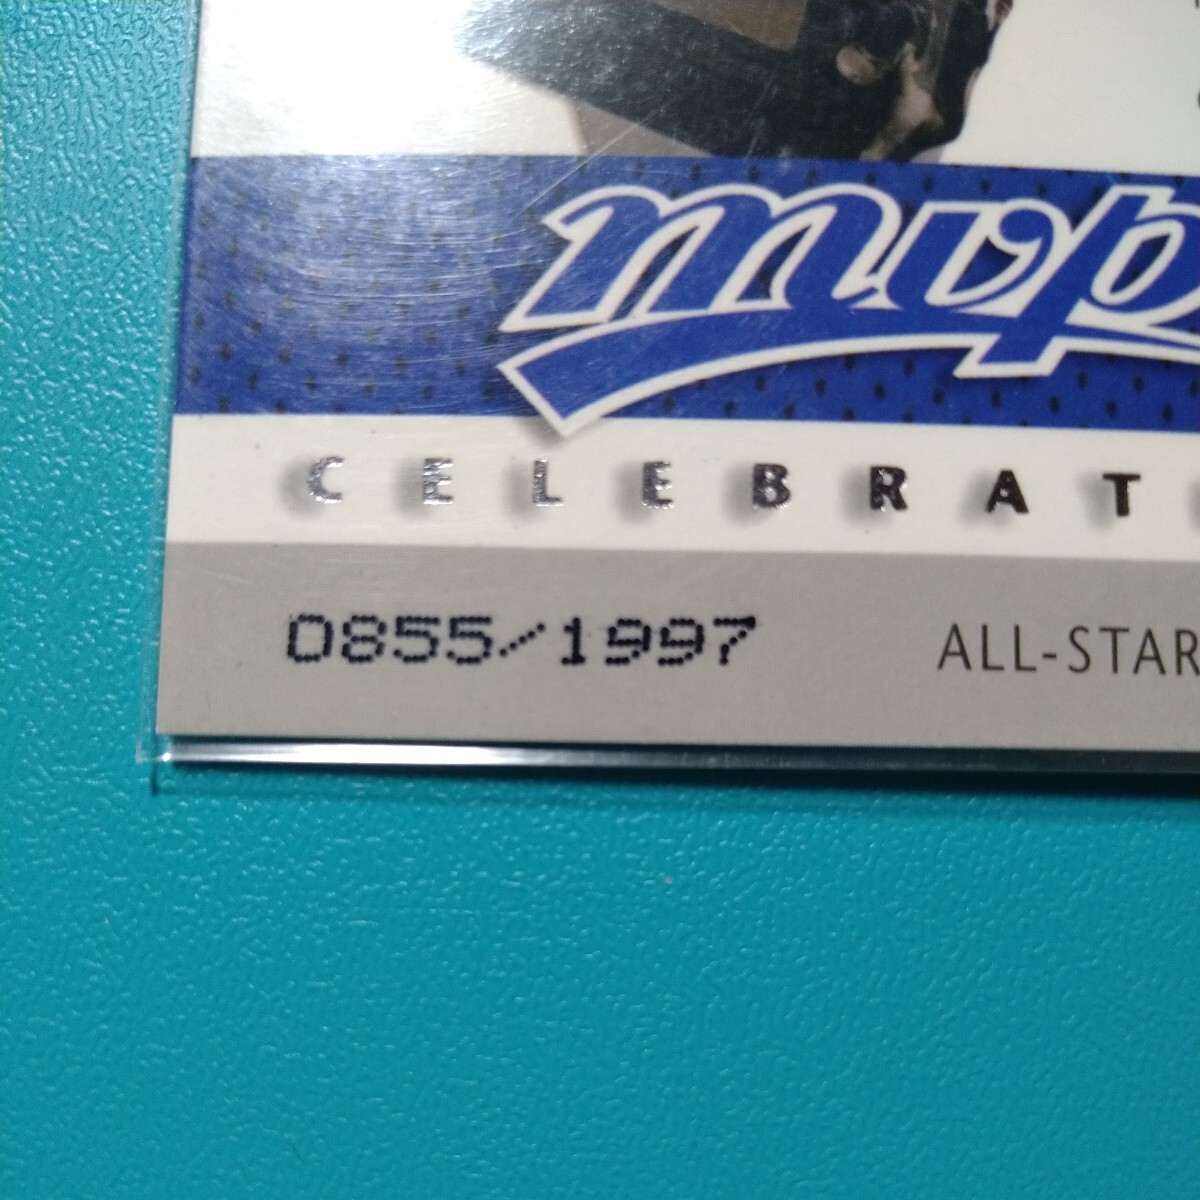 mvp
CELEBRAT
0855/1997 ALL-STAR